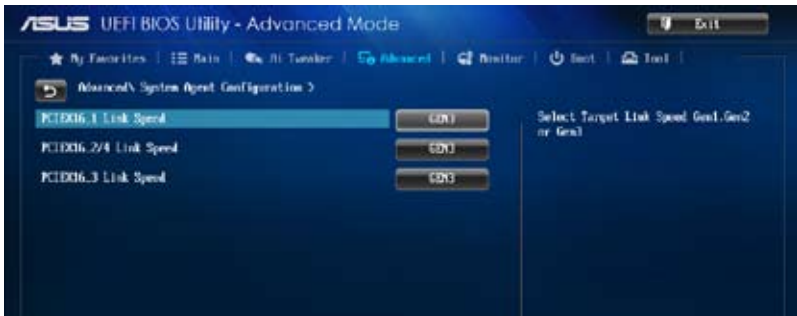 ASUS UEFI BIOS Utility - Advanced Mode
Exit
My Favorites | Main | Ai Tweaker | Advanced | Monitor | Boot | Tool
Advanced\ System Agent Configuration >
PCIEX16_1 Link Speed
GEN3
Select Target Link Speed Gen1.Gen2
or Gen3
PCIEX16_2/4 Link Speed
GEN3
PCIEX16_3 Link Speed
GEN3